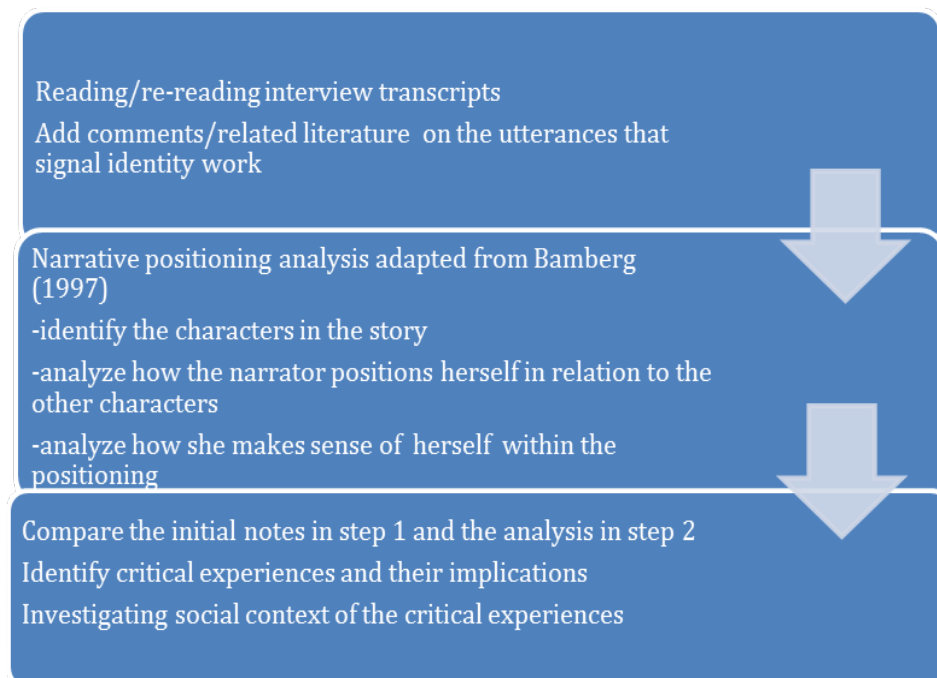 Reading/re-reading interview transcripts
Add comments/related literature on the utterances that
signal identity work
Narrative positioning analysis adapted from Bamberg
(1997)
-identify the characters in the story
-analyze how the narrator positions herself in relation to the
other characters
-analyze how she makes sense of herself within the
positioning
Compare the initial notes in step 1 and the analysis in step 2
Identify critical experiences and their implications
Investigating social context of the critical experiences